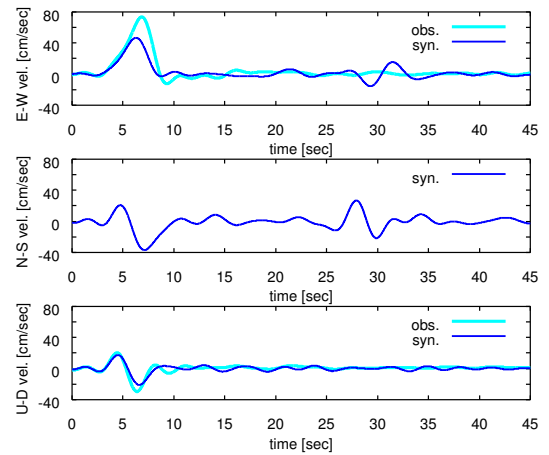 80
40
0
-40
E-W vel. [cm/sec]
obs.
syn.
0 5 10 15 20 25 30 35 40 45
time [sec]
80
40
0
-40
N-S vel. [cm/sec]
syn.
0 5 10 15 20 25 30 35 40 45
time [sec]
80
40
0
-40
U-D vel. [cm/sec]
obs.
syn.
0 5 10 15 20 25 30 35 40 45
time [sec]